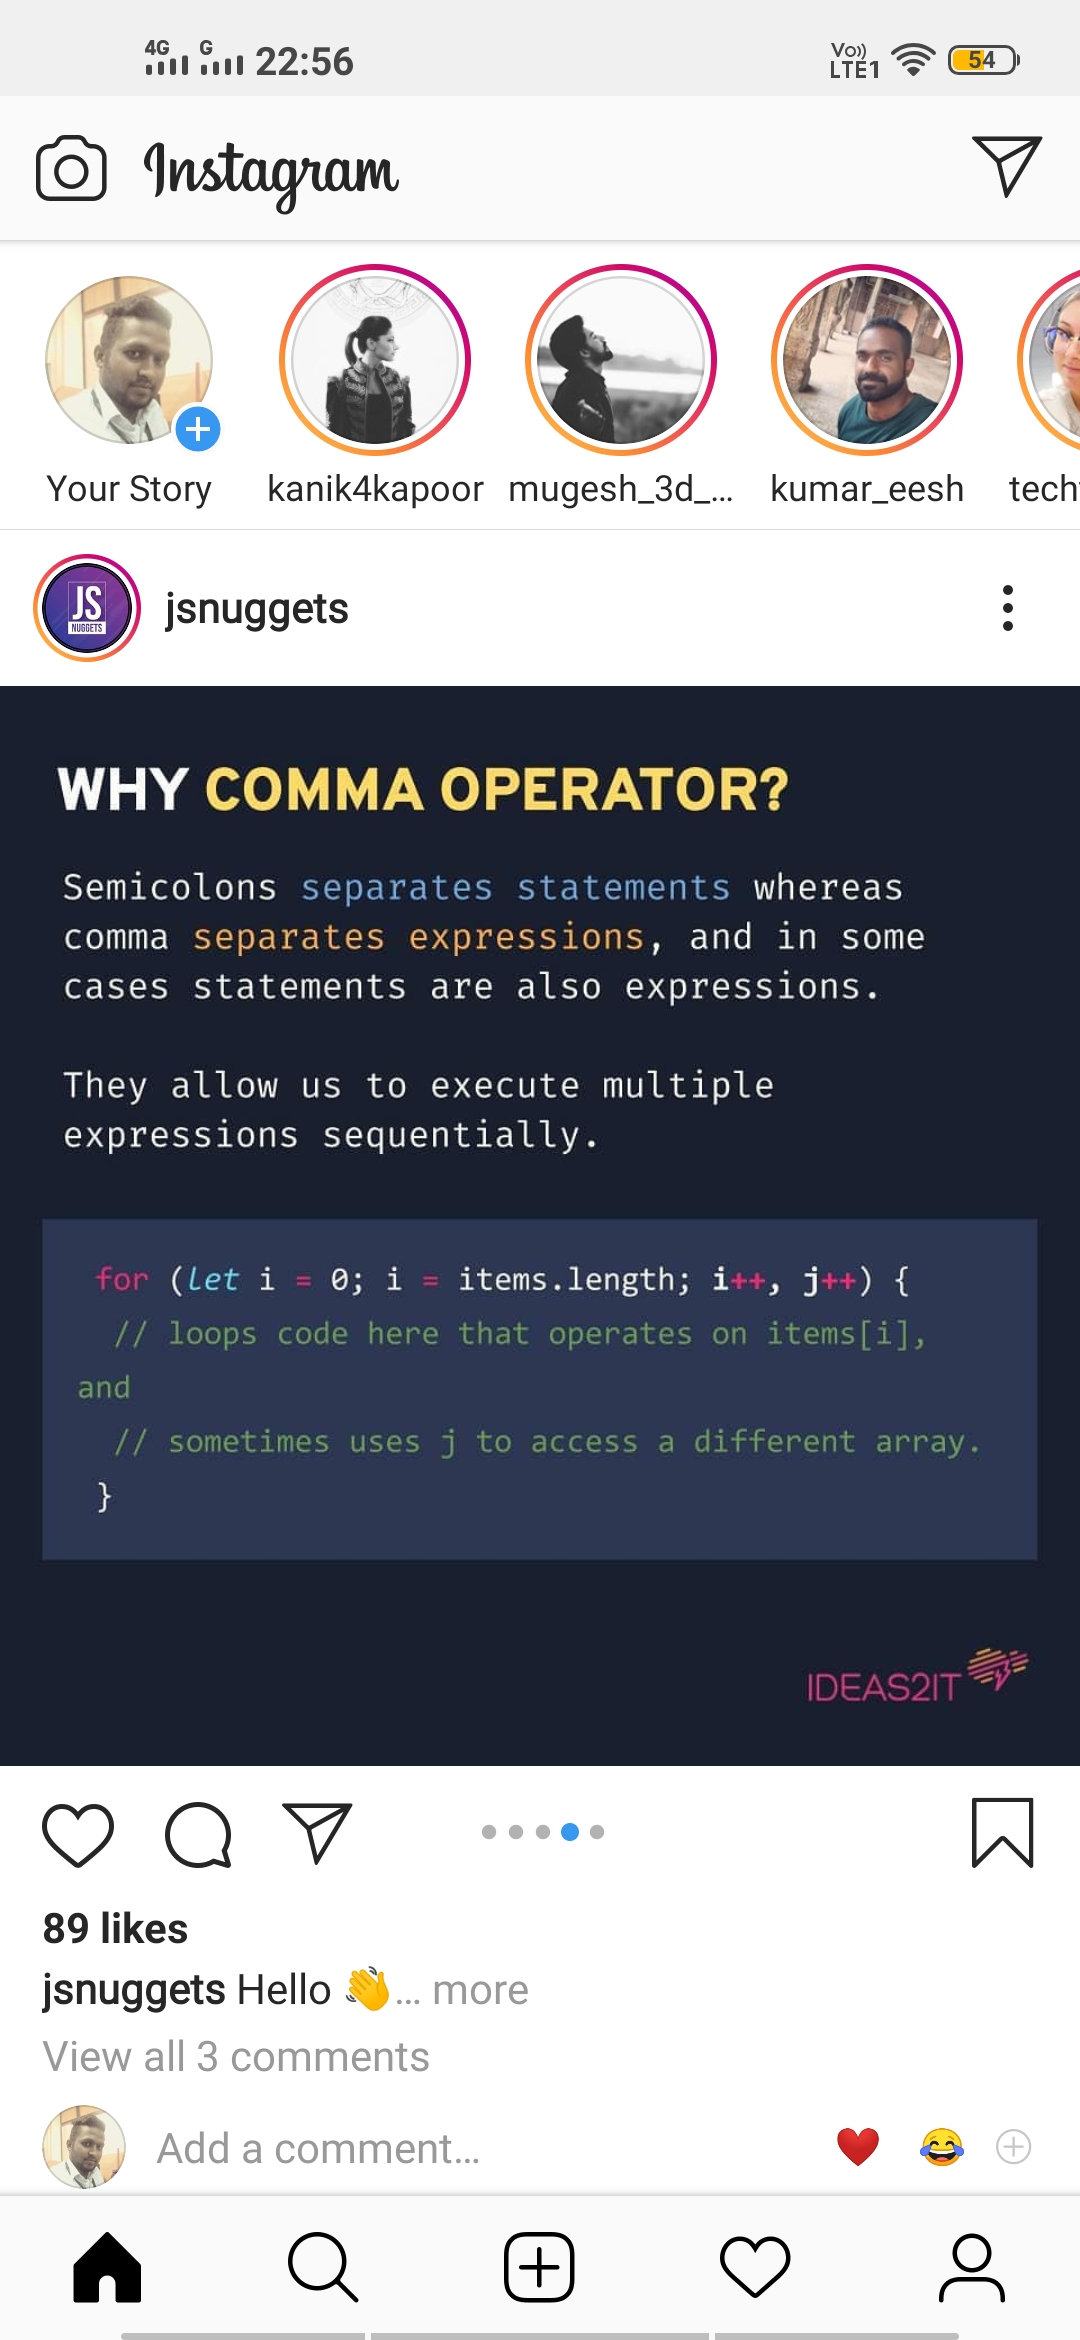 4G G 22:56 Vo)) LTE1 54
Instagram
Your Story kanik4kapoor mugesh_3d_... kumar_eesh tech
JS NUGGETS jsnuggets
WHY COMMA OPERATOR?
Semicolons separates statements whereas
comma separates expressions, and in some
cases statements are also expressions.
They allow us to execute multiple
expressions sequentially.
for (let i = 0; i = items.length; i++, j++) {
// loops code here that operates on items[i],
and
// sometimes uses j to access a different array.
}
IDEAS2IT
89 likes
jsnuggets Hello 👋... more
View all 3 comments
Add a comment...